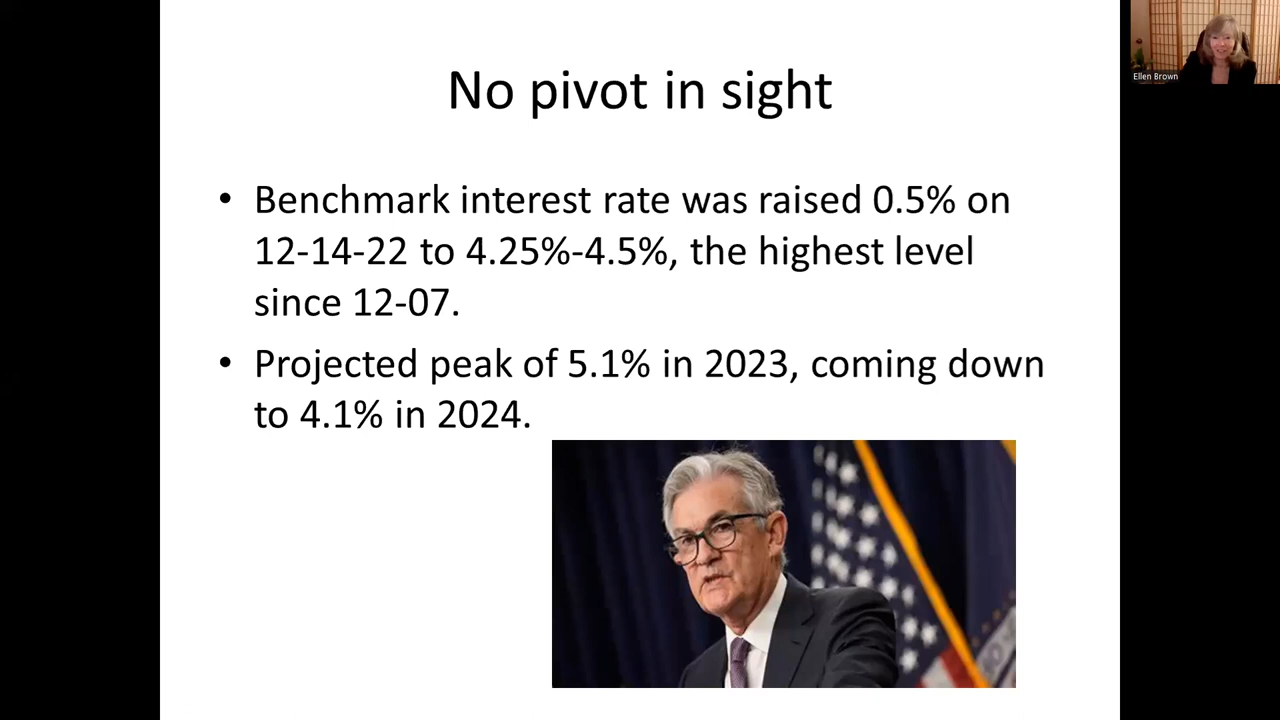 No pivot in sight
• Benchmark interest rate was raised 0.5% on
12-14-22 to 4.25%-4.5%, the highest level
since 12-07.
• Projected peak of 5.1% in 2023, coming down
to 4.1% in 2024.
Ellen Brown